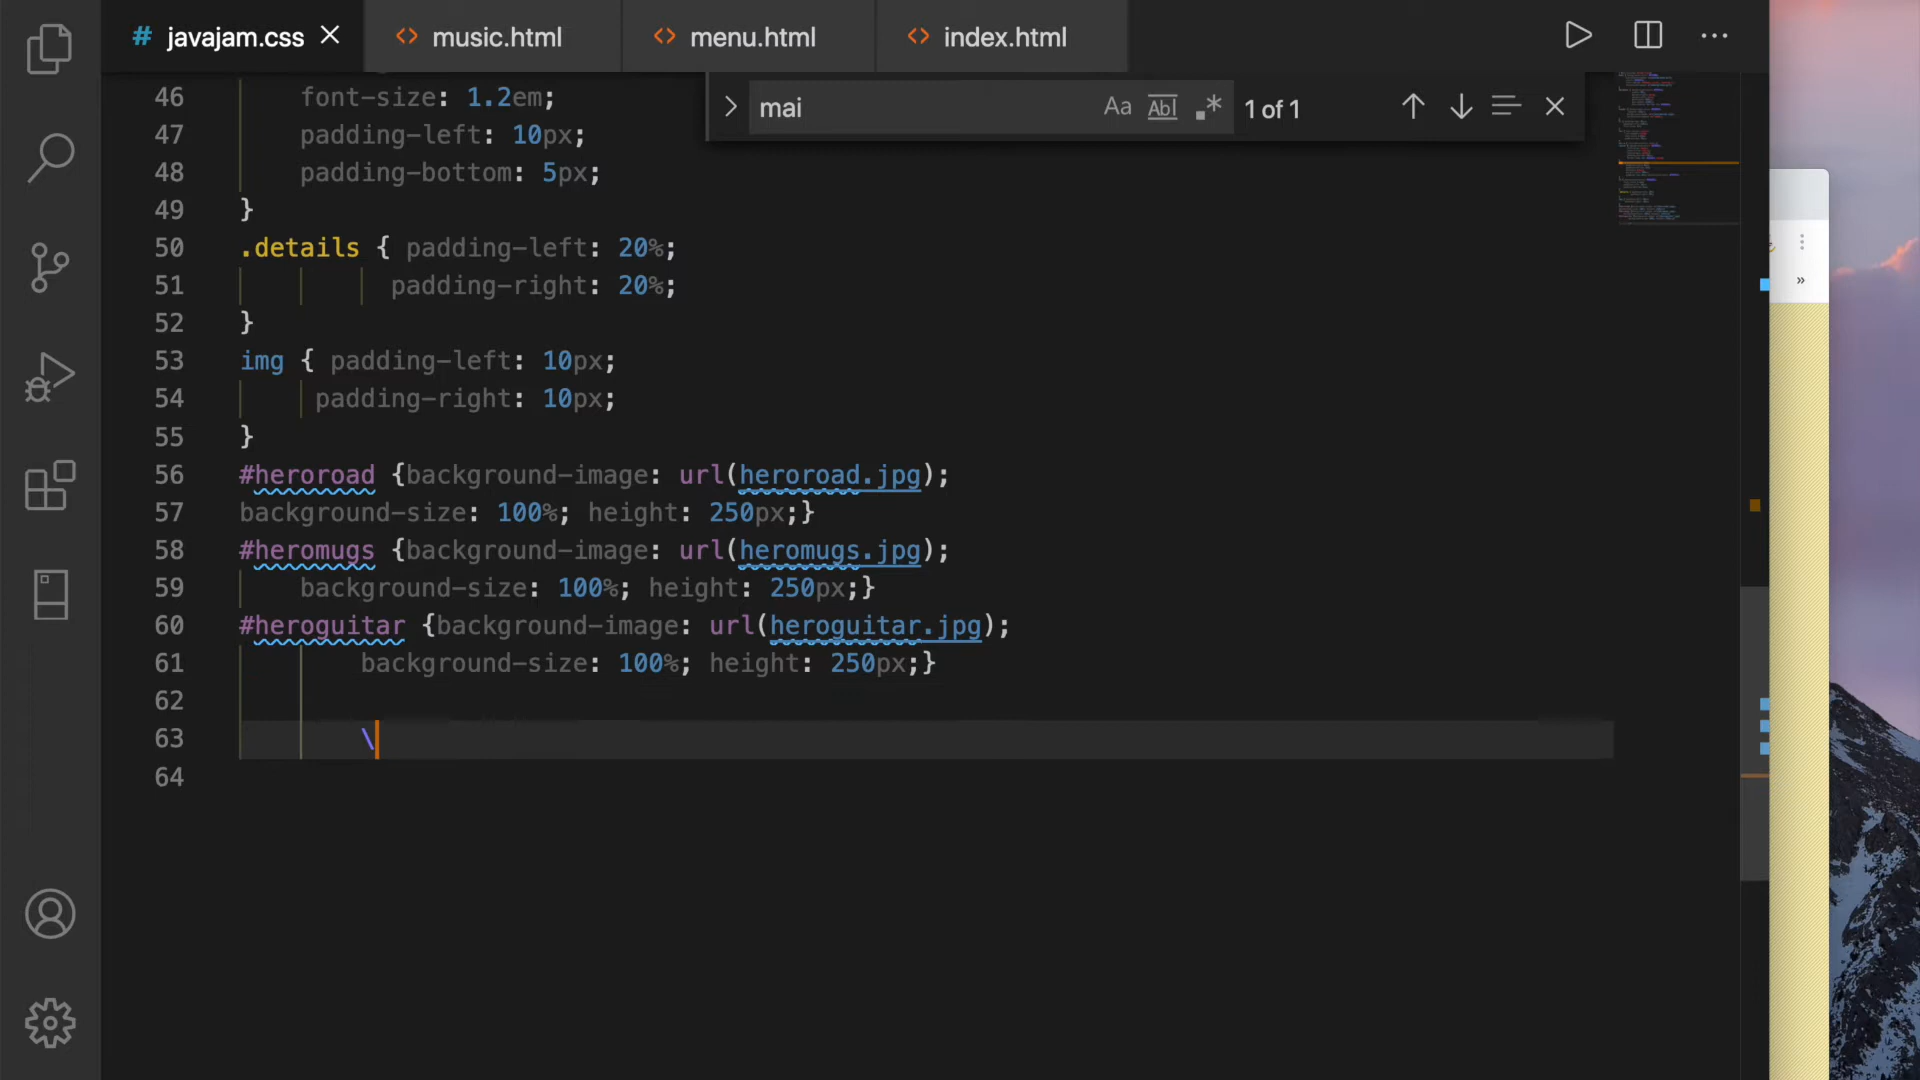 # javajam.css
<> music.html
<> menu.html
<> index.html
mai
Aa Abl .* 1 of 1
46 font-size: 1.2em;
47 padding-left: 10px;
48 padding-bottom: 5px;
49 }
50 .details { padding-left: 20%;
51 padding-right: 20%;
52 }
53 img { padding-left: 10px;
54 padding-right: 10px;
55 }
56 #heroroad {background-image: url(heroroad.jpg);
57 background-size: 100%; height: 250px;}
58 #heromugs {background-image: url(heromugs.jpg);
59 background-size: 100%; height: 250px;}
60 #heroguitar {background-image: url(heroguitar.jpg);
61 background-size: 100%; height: 250px;}
62
63 \
64
»